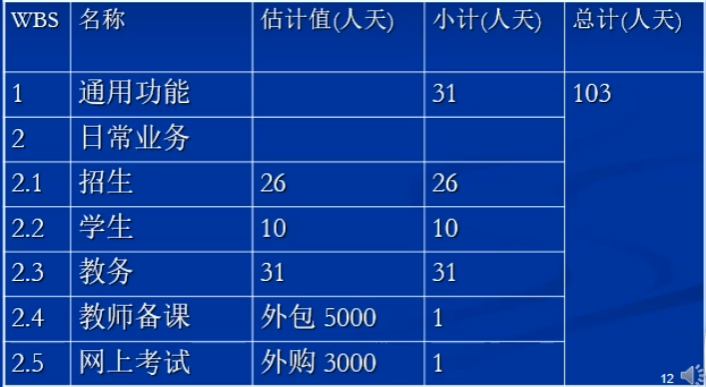 WBS 名称 估计值(人天) 小计(人天) 总计(人天)
1 通用功能 31 103
2 日常业务
2.1 招生 26 26
2.2 学生 10 10
2.3 教务 31 31
2.4 教师备课 外包 5000 1
2.5 网上考试 外购 3000 1
12